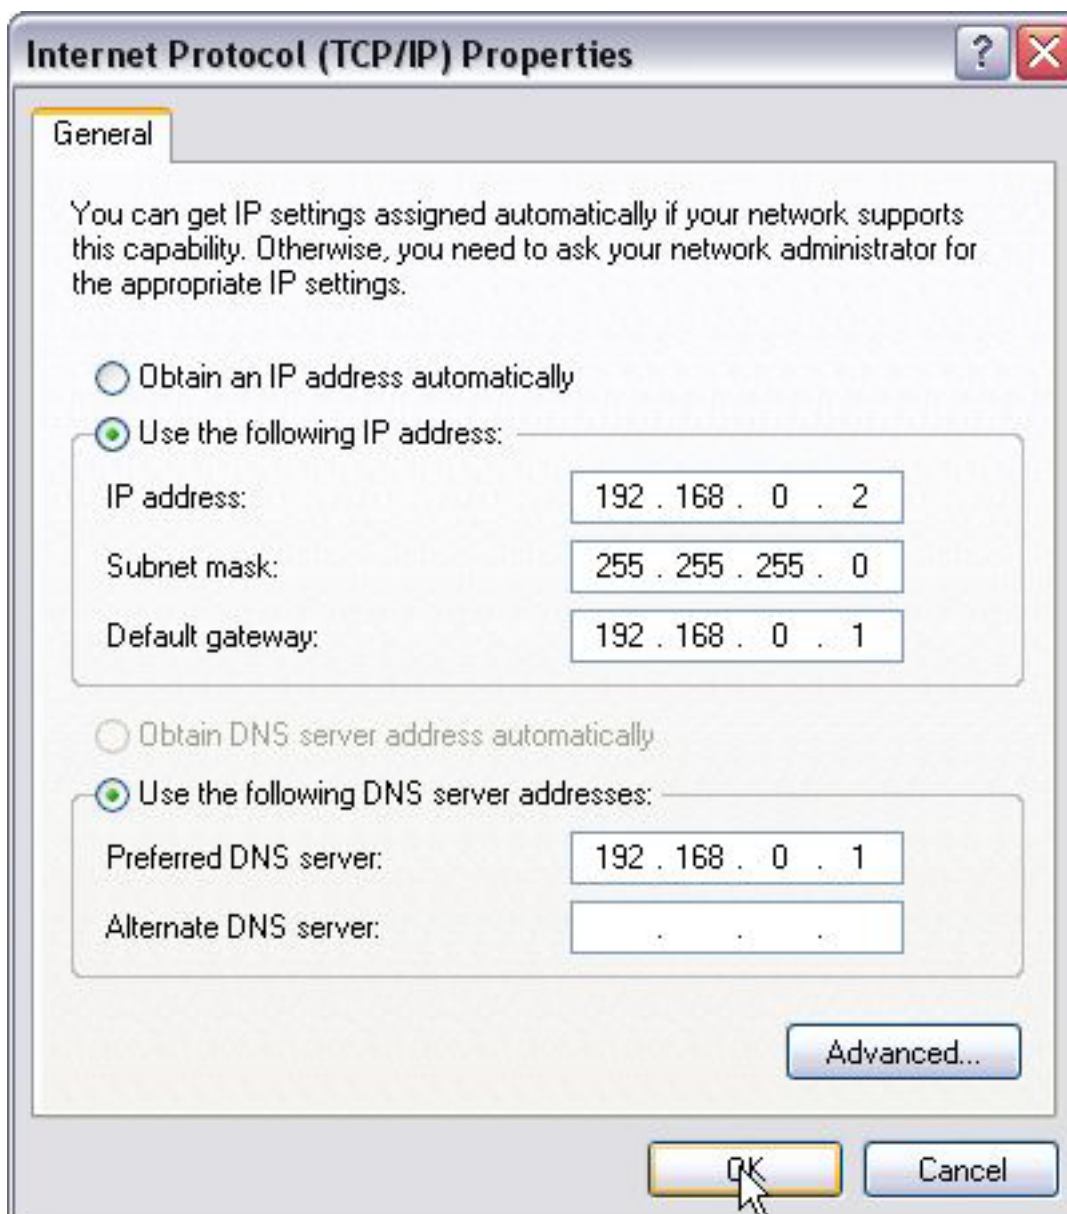 Internet Protocol (TCP/IP) Properties
General
You can get IP settings assigned automatically if your network supports
this capability. Otherwise, you need to ask your network administrator for
the appropriate IP settings.
Obtain an IP address automatically
Use the following IP address:
IP address: 192 . 168 . 0 . 2
Subnet mask: 255 . 255 . 255 . 0
Default gateway: 192 . 168 . 0 . 1
Obtain DNS server address automatically
Use the following DNS server addresses:
Preferred DNS server: 192 . 168 . 0 . 1
Alternate DNS server: . . .
Advanced...
OK Cancel